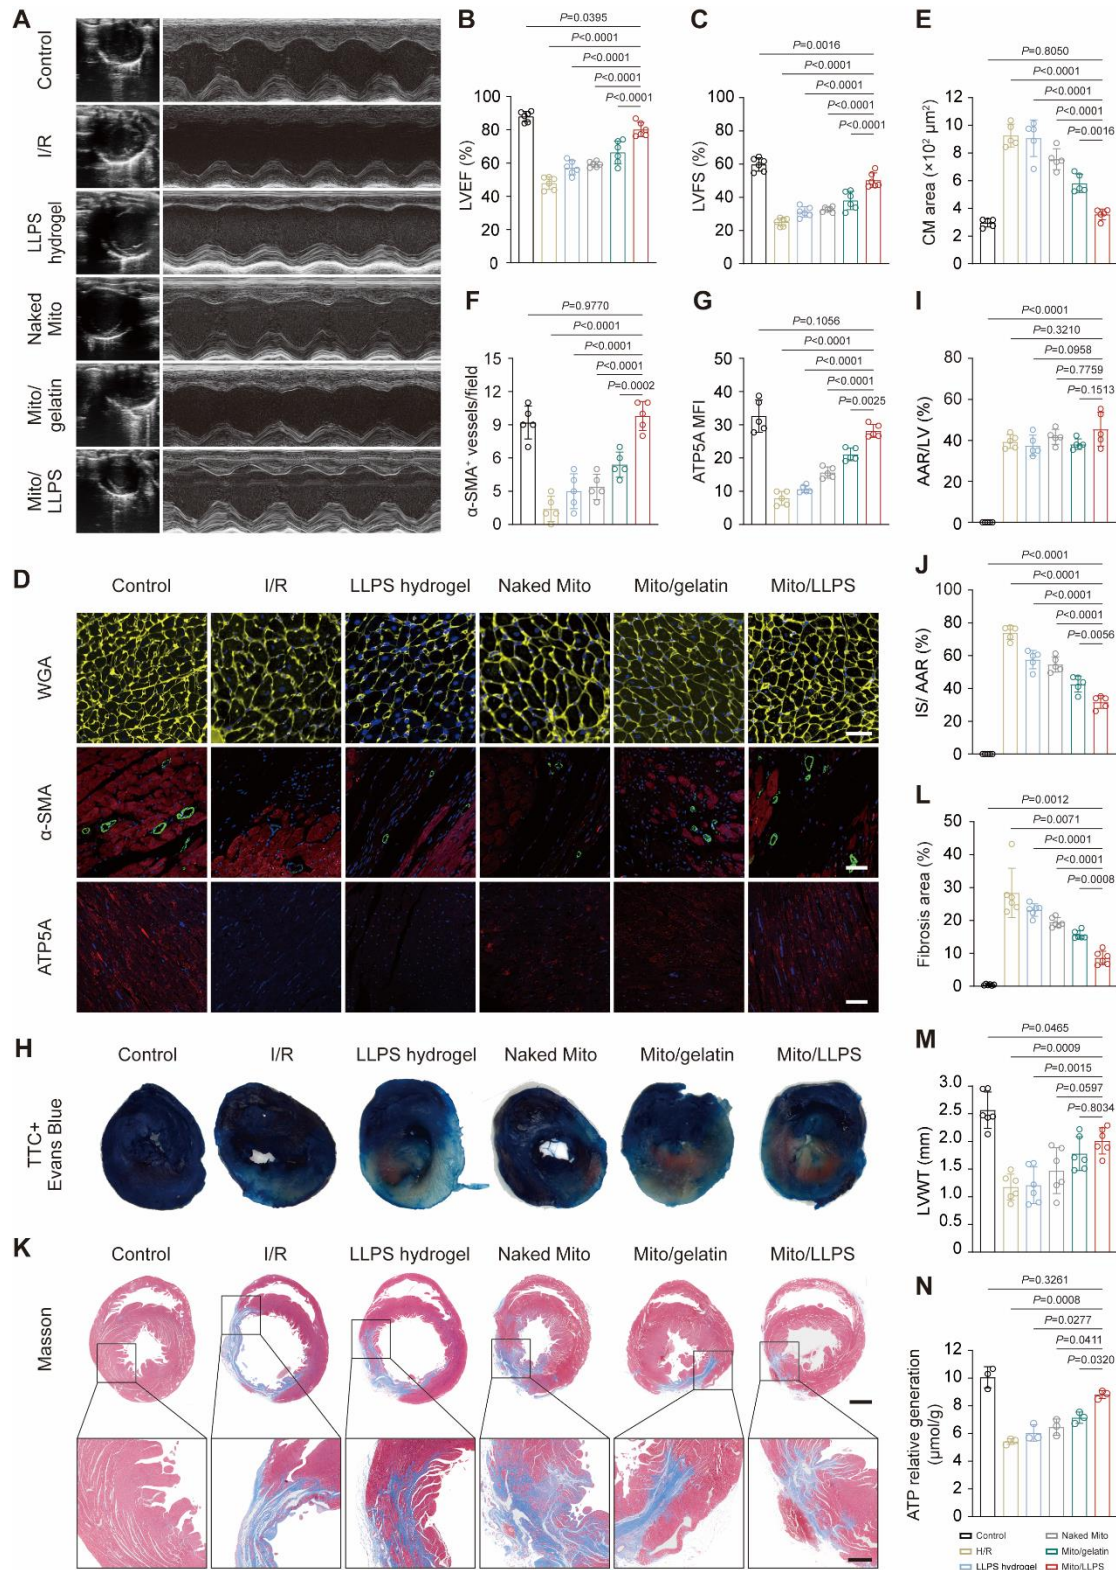 A
Control
I/R
LLPS
hydrogel
Naked
Mito
Mito/
gelatin
Mito/
LLPS
B
P=0.0395
P<0.0001
P<0.0001
P<0.0001
P<0.0001
LVEF (%)
100
80
60
40
20
0
C
P=0.0016
P<0.0001
P<0.0001
P<0.0001
P<0.0001
LVFS (%)
100
80
60
40
20
0
E
P=0.8050
P<0.0001
P<0.0001
P<0.0001
P=0.0016
CM area (×10² µm²)
12
10
8
6
4
2
0
F
P=0.9770
P<0.0001
P<0.0001
P<0.0001
P=0.0002
α-SMA⁺ vessels/field
12
9
6
5
0
G
P=0.1056
P<0.0001
P<0.0001
P<0.0001
P=0.0025
ATP5A MFI
50
40
30
20
10
0
I
P<0.0001
P=0.3210
P=0.0958
P=0.7759
P=0.1513
AAR/LV (%)
80
60
40
20
0
D
Control
I/R
LLPS hydrogel
Naked Mito
Mito/gelatin
Mito/LLPS
WGA
α-SMA
ATP5A
J
P<0.0001
P<0.0001
P<0.0001
P<0.0001
P=0.0056
IS/ AAR (%)
100
80
60
40
20
0
L
P=0.0012
P=0.0071
P<0.0001
P<0.0001
P=0.0008
Fibrosis area (%)
50
40
30
20
10
0
H
Control
I/R
LLPS hydrogel
Naked Mito
Mito/gelatin
Mito/LLPS
TTC+
Evans Blue
M
P=0.0465
P=0.0009
P=0.0015
P=0.0597
P=0.8034
LVWT (mm)
3.0
2.5
2.0
1.5
1.0
0.5
0.0
K
Control
I/R
LLPS hydrogel
Naked Mito
Mito/gelatin
Mito/LLPS
Masson
N
P=0.3261
P=0.0008
P=0.0277
P=0.0411
P=0.0320
ATP relative generation
(µmol/g)
10
8
6
4
2
0
Control
H/R
LLPS hydrogel
Naked Mito
Mito/gelatin
Mito/LLPS